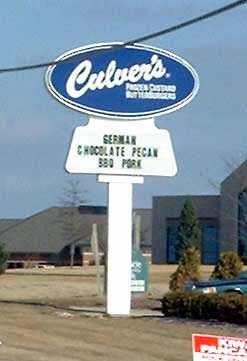 Culver's
FROZEN CUSTARD
BUTTERBURGERS
GERMAN
CHOCOLATE PECAN
BBQ PORK